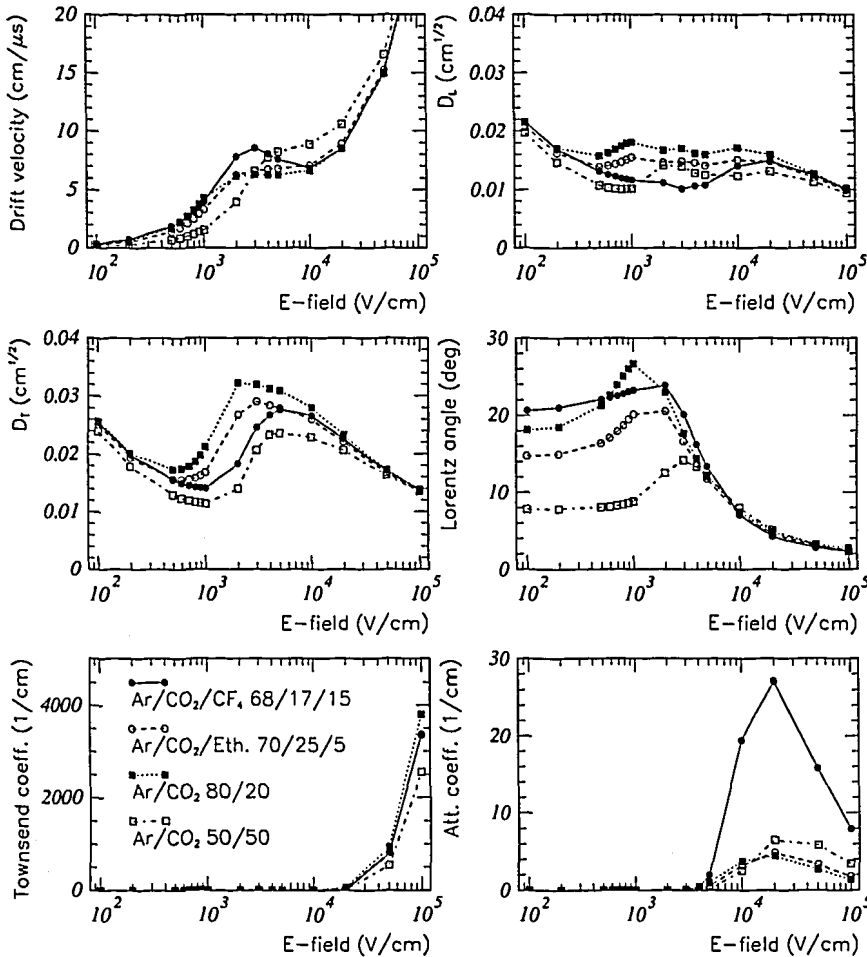 Drift velocity (cm/μs)
20
15
10
5
0
10² 10³ 10⁴ 10⁵
E-field (V/cm)
D_L (cm^1/2)
0.04
0.03
0.02
0.01
0
10² 10³ 10⁴ 10⁵
E-field (V/cm)
D_T (cm^1/2)
0.04
0.03
0.02
0.01
0
10² 10³ 10⁴ 10⁵
E-field (V/cm)
Lorentz angle (deg)
30
20
10
0
10² 10³ 10⁴ 10⁵
E-field (V/cm)
Townsend coeff. (1/cm)
4000
2000
0
Ar/CO₂/CF₄ 68/17/15
Ar/CO₂/Eth. 70/25/5
Ar/CO₂ 80/20
Ar/CO₂ 50/50
10² 10³ 10⁴ 10⁵
E-field (V/cm)
Att. coeff. (1/cm)
30
20
10
0
10² 10³ 10⁴ 10⁵
E-field (V/cm)